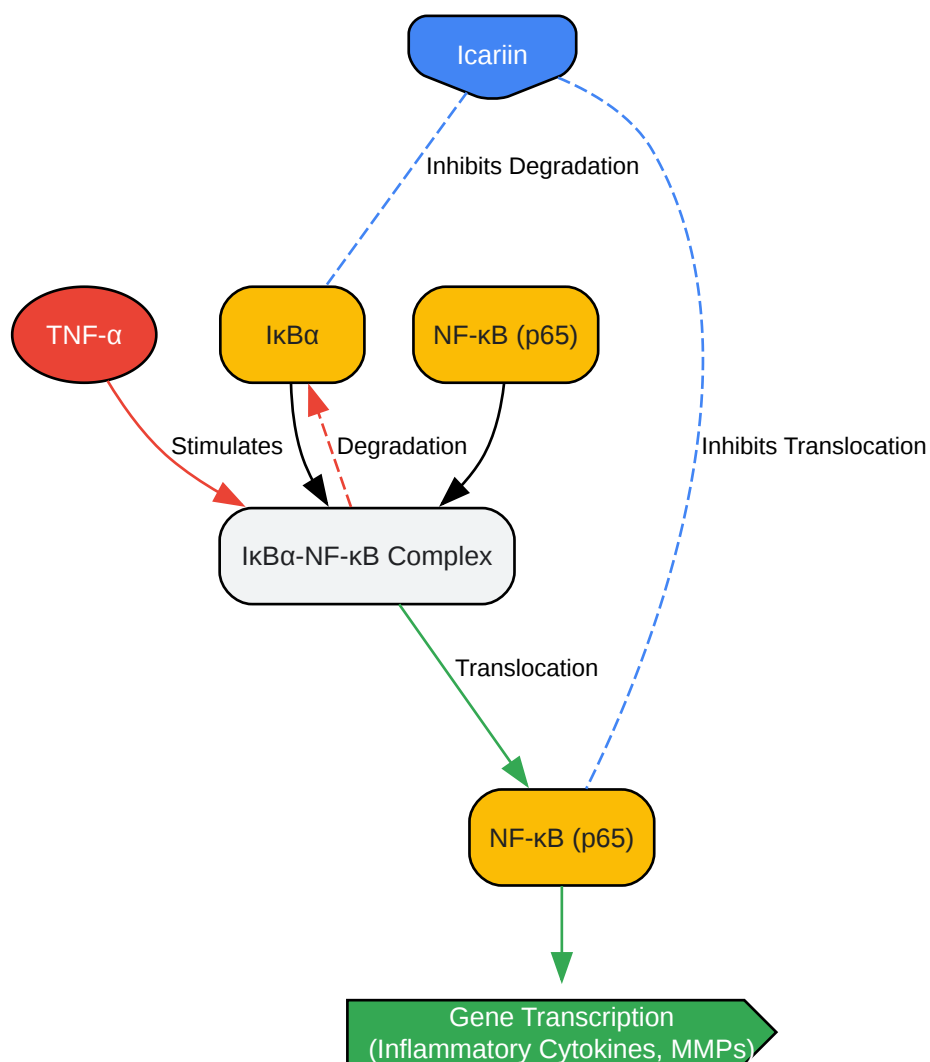 Icariin
Inhibits Degradation
TNF-α
IκBα
NF-κB (p65)
Stimulates
Degradation
Inhibits Translocation
IκBα-NF-κB Complex
Translocation
NF-κB (p65)
Gene Transcription
(Inflammatory Cytokines, MMPs)